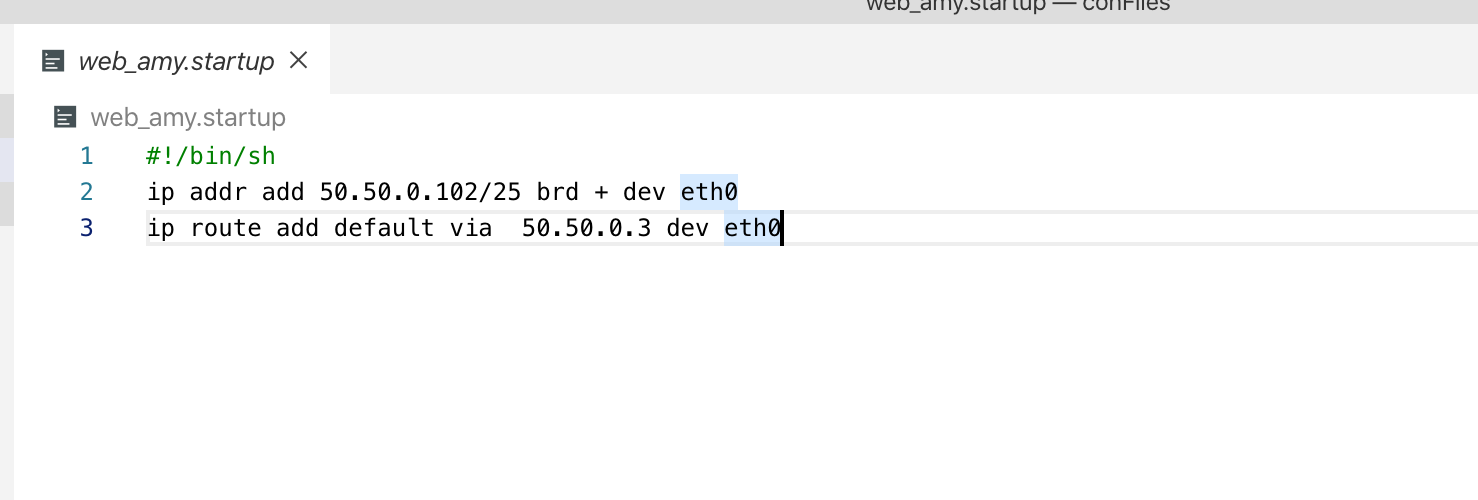 web_amy.startup — confiles
web_amy.startup
web_amy.startup
1 #!/bin/sh
2 ip addr add 50.50.0.102/25 brd + dev eth0
3 ip route add default via  50.50.0.3 dev eth0